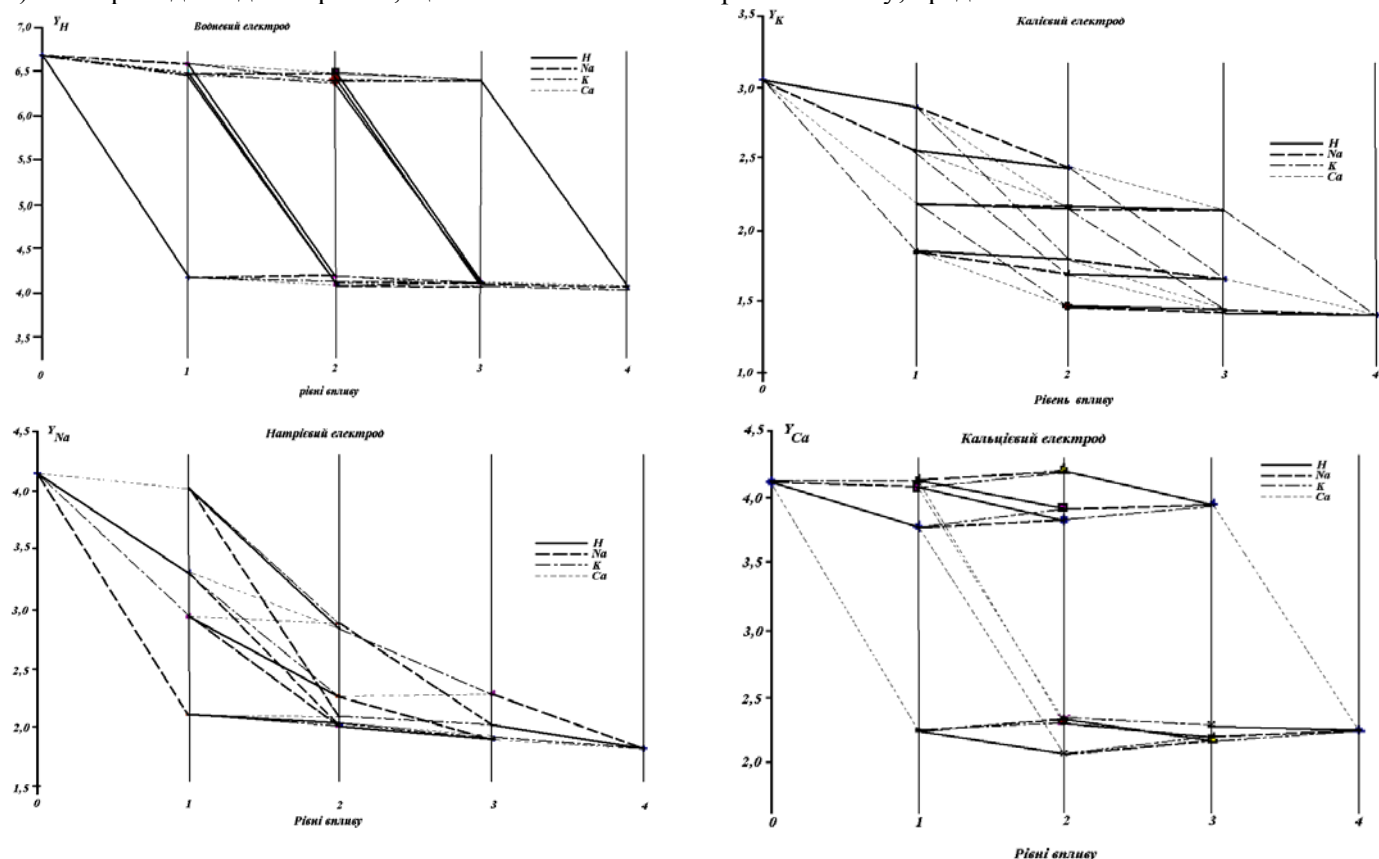 Y_H
Водневий електрод
7,0
6,5
6,0
5,5
5,0
4,5
4,0
3,5
H
Na
K
Ca
0
1
2
3
4
рівні впливу
Y_K
Калієвий електрод
3,5
3,0
2,5
2,0
1,5
1,0
H
Na
K
Ca
0
1
2
3
4
Рівень впливу
Y_Na
Натрієвий електрод
4,5
4,0
3,5
3,0
2,5
2,0
1,5
H
Na
K
Ca
0
1
2
3
4
Рівні впливу
Y_Ca
Кальцієвий електрод
4,5
4,0
3,5
3,0
2,5
2,0
H
Na
K
Ca
0
1
2
3
4
Рівні впливу